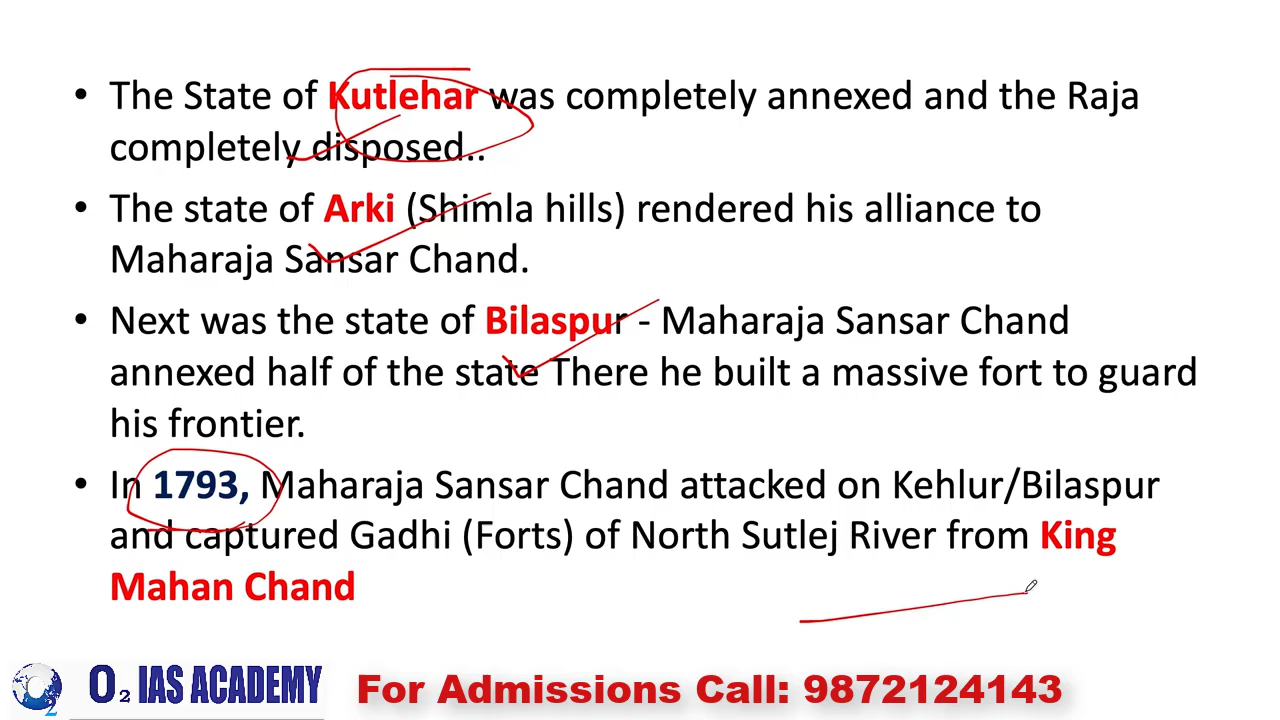 • The State of Kutlehar was completely annexed and the Raja
completely disposed..
• The state of Arki (Shimla hills) rendered his alliance to
Maharaja Sansar Chand.
• Next was the state of Bilaspur - Maharaja Sansar Chand
annexed half of the state There he built a massive fort to guard
his frontier.
• In 1793, Maharaja Sansar Chand attacked on Kehlur/Bilaspur
and captured Gadhi (Forts) of North Sutlej River from King
Mahan Chand
O2 IAS ACADEMY For Admissions Call: 9872124143